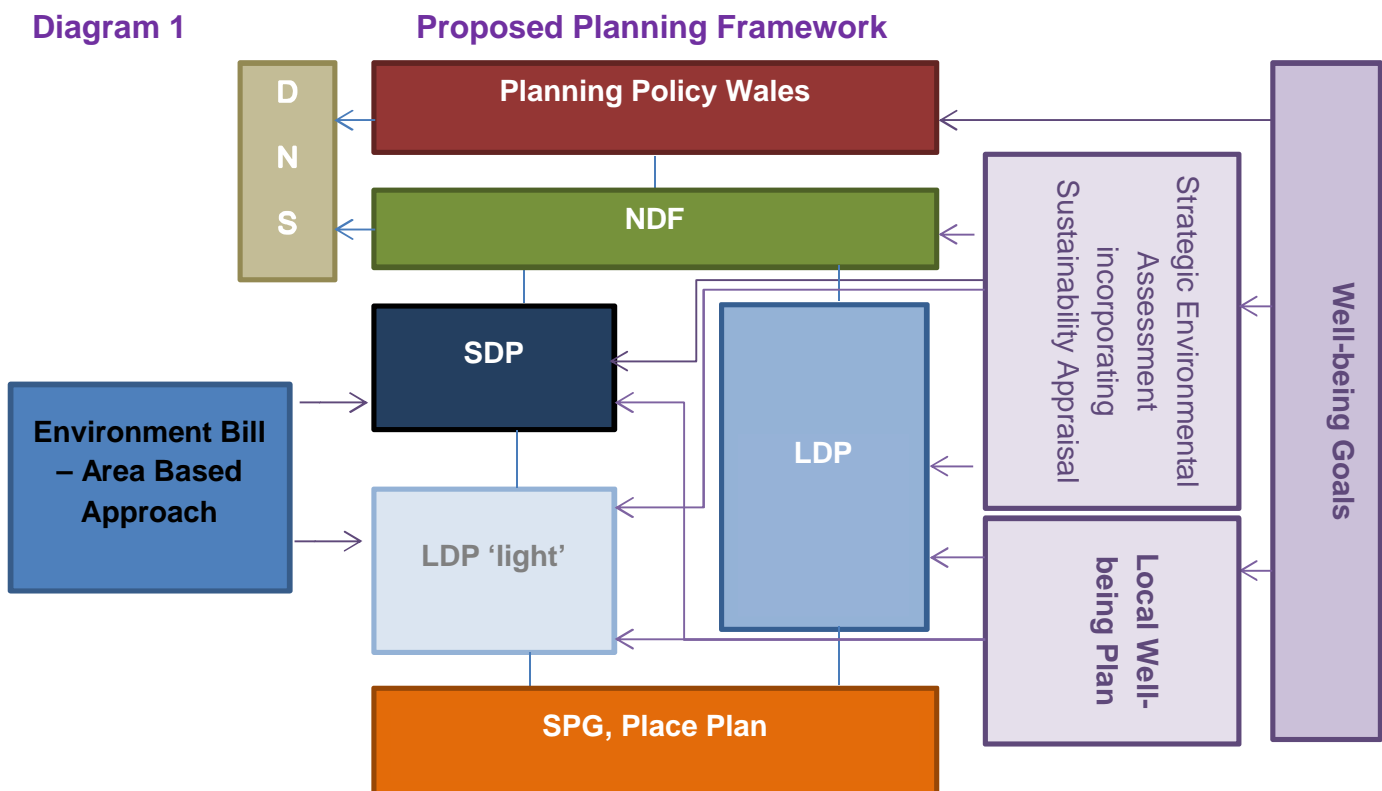 Diagram 1
Proposed Planning Framework
D
N
S
Planning Policy Wales
NDF
SDP
LDP
Environment Bill
– Area Based
Approach
LDP ‘light’
SPG, Place Plan
Strategic Environmental
Assessment
incorporating
Sustainability Appraisal
Local Well-
being Plan
Well-being Goals